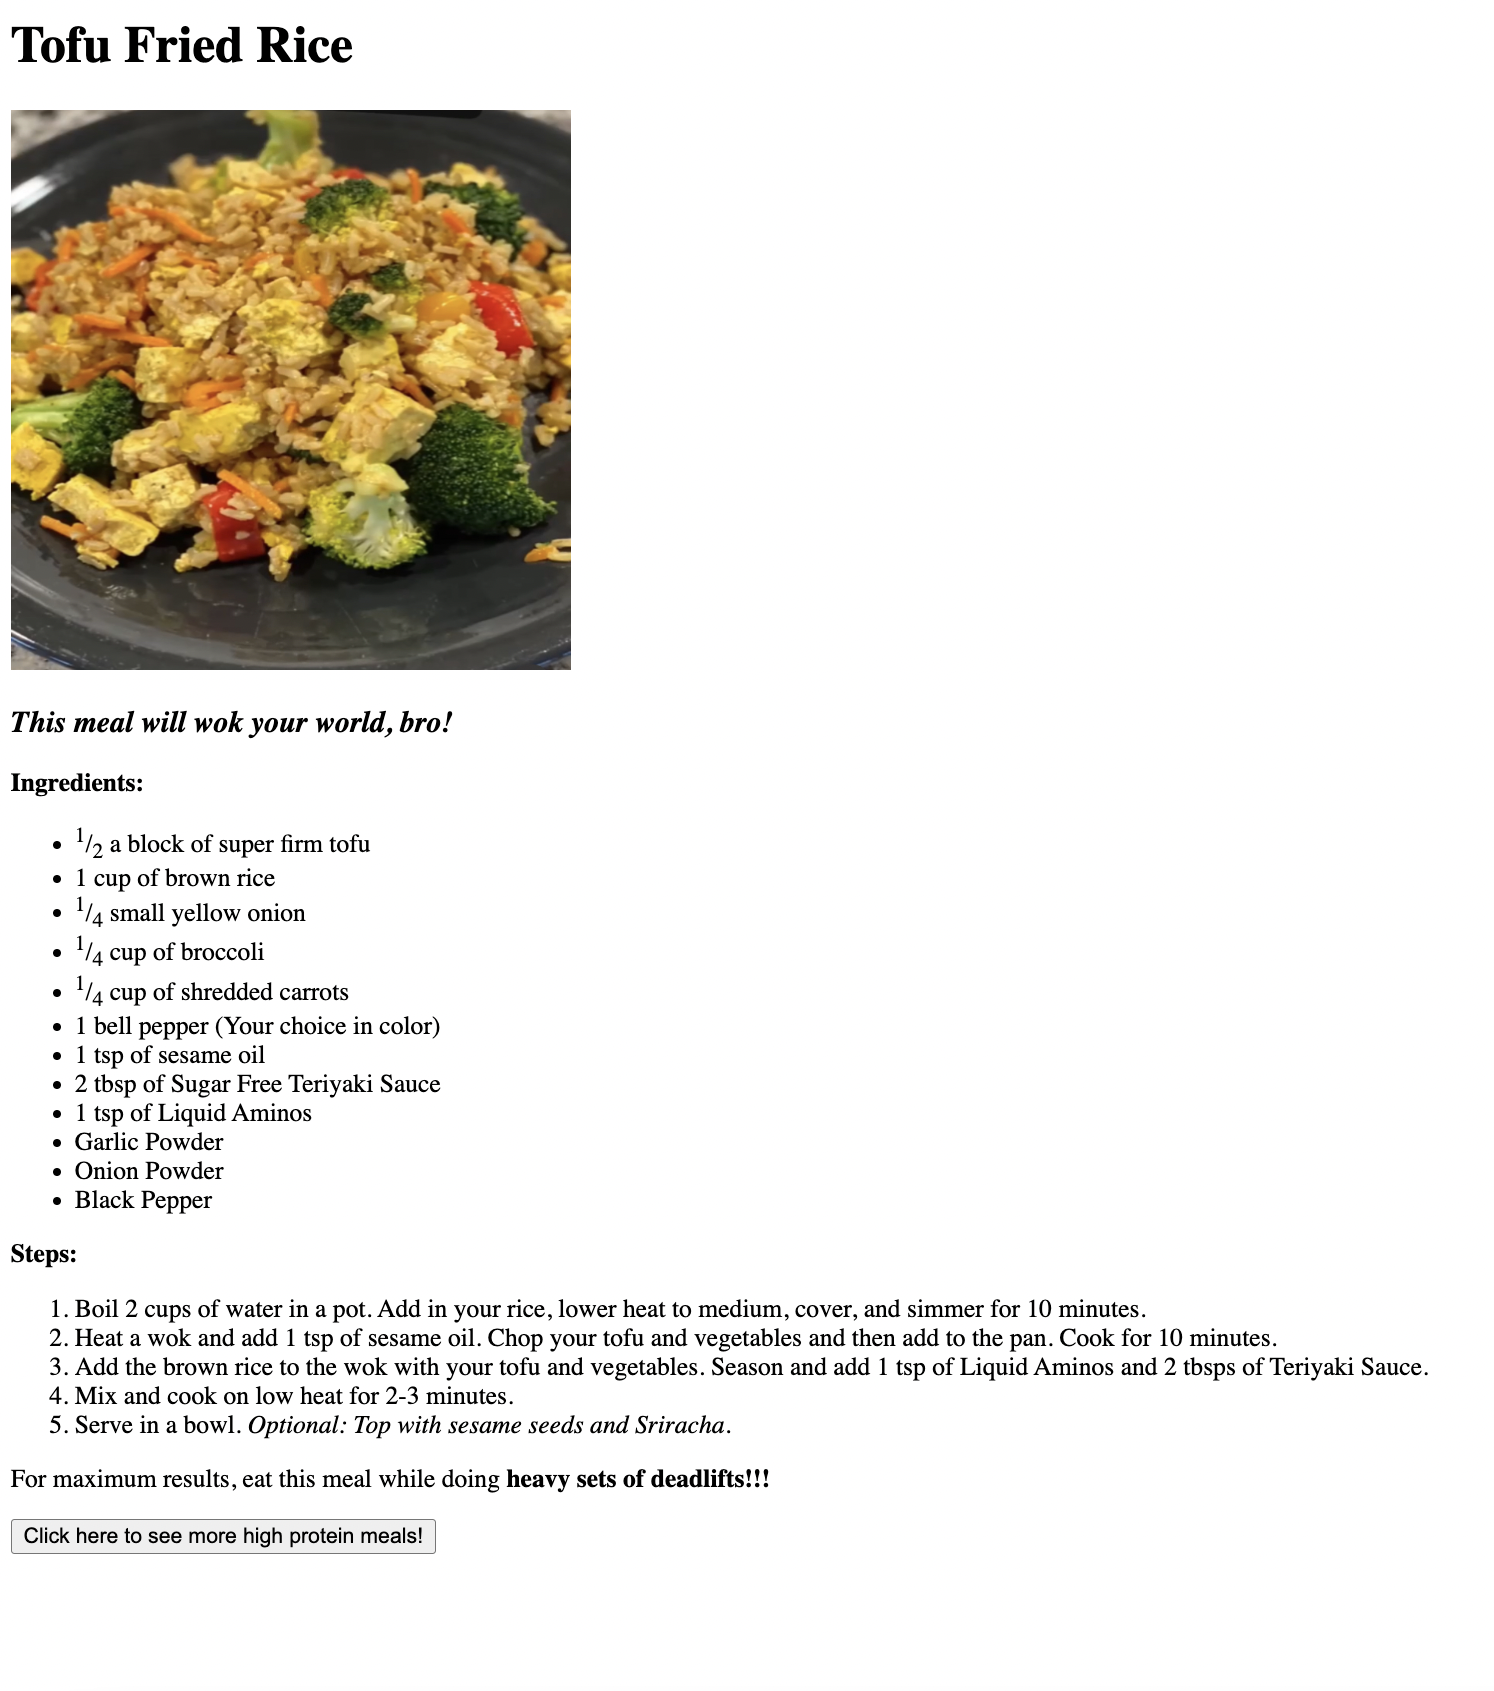 Tofu Fried Rice
This meal will wok your world, bro!
Ingredients:
• 1/2 a block of super firm tofu
• 1 cup of brown rice
• 1/4 small yellow onion
• 1/4 cup of broccoli
• 1/4 cup of shredded carrots
• 1 bell pepper (Your choice in color)
• 1 tsp of sesame oil
• 2 tbsp of Sugar Free Teriyaki Sauce
• 1 tsp of Liquid Aminos
• Garlic Powder
• Onion Powder
• Black Pepper
Steps:
1. Boil 2 cups of water in a pot. Add in your rice, lower heat to medium, cover, and simmer for 10 minutes.
2. Heat a wok and add 1 tsp of sesame oil. Chop your tofu and vegetables and then add to the pan. Cook for 10 minutes.
3. Add the brown rice to the wok with your tofu and vegetables. Season and add 1 tsp of Liquid Aminos and 2 tbsps of Teriyaki Sauce.
4. Mix and cook on low heat for 2-3 minutes.
5. Serve in a bowl. Optional: Top with sesame seeds and Sriracha.
For maximum results, eat this meal while doing heavy sets of deadlifts!!!
Click here to see more high protein meals!